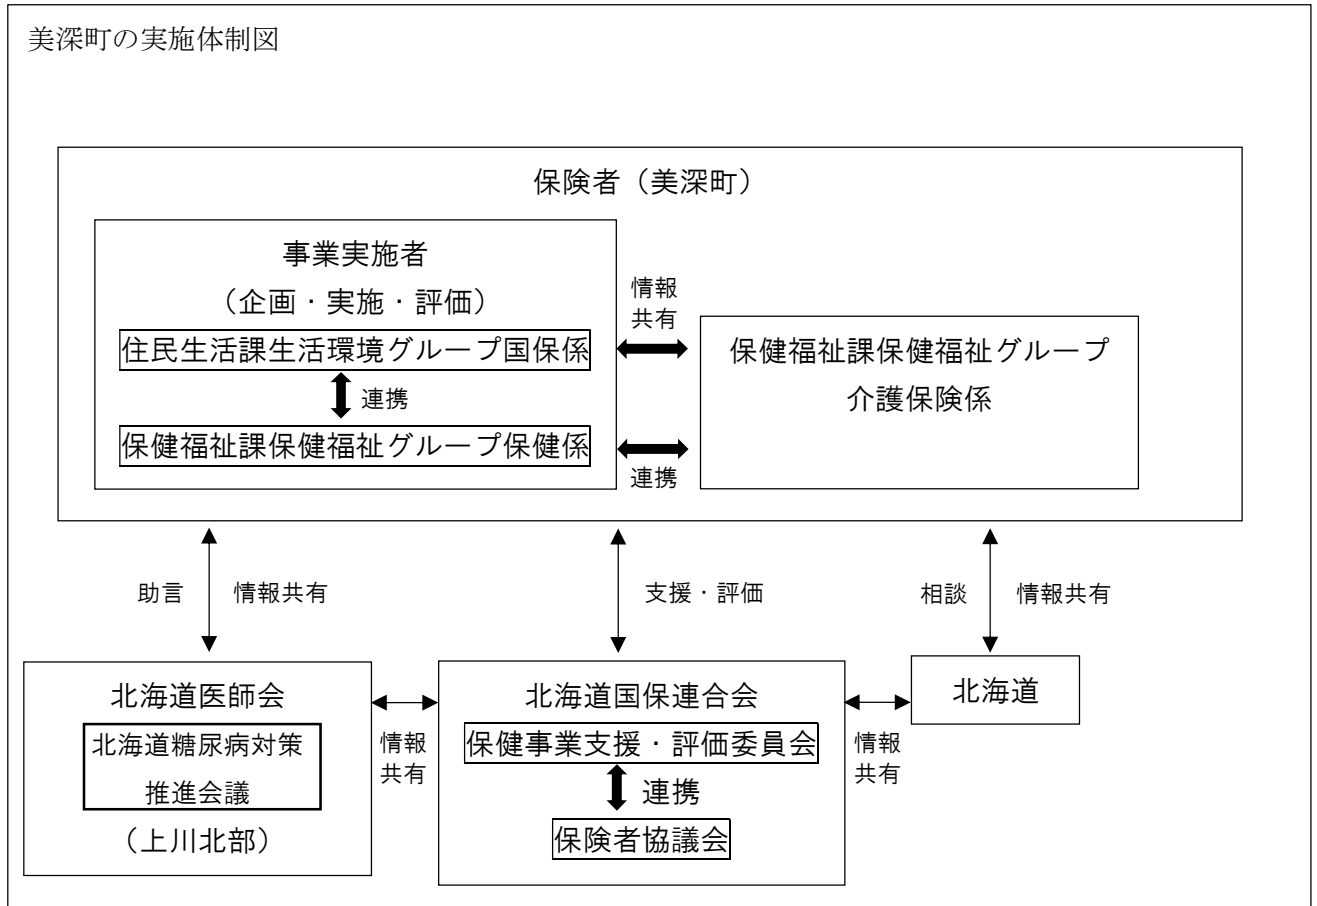 美深町の実施体制図
保険者（美深町）
事業実施者
（企画・実施・評価）
住民生活課生活環境グループ国保係
連携
保健福祉課保健福祉グループ保健係
情報
共有
連携
保健福祉課保健福祉グループ
介護保険係
助言
情報共有
支援・評価
相談
情報共有
北海道医師会
北海道糖尿病対策
推進会議
（上川北部）
情報
共有
北海道国保連合会
保健事業支援・評価委員会
連携
保険者協議会
情報
共有
北海道